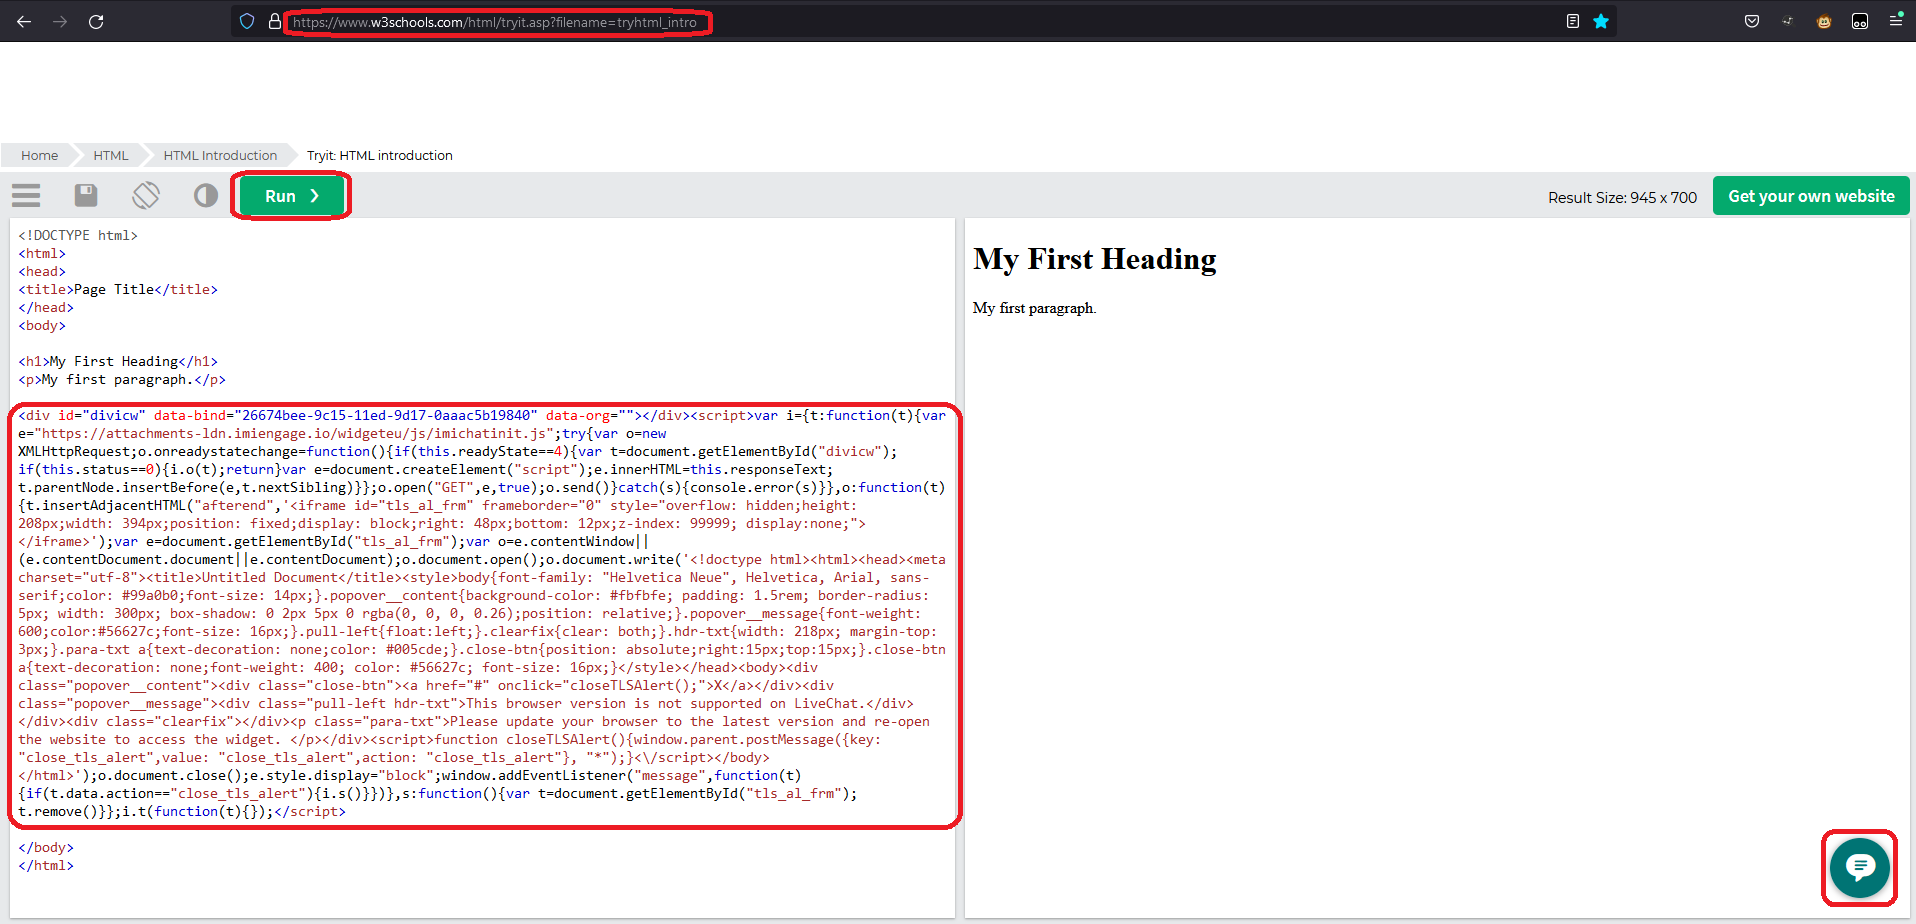 https://www.w3schools.com/html/tryit.asp?filename=tryhtml_intro
Home HTML HTML Introduction Tryit: HTML introduction
Run ❯ Result Size: 945 x 700 Get your own website
<!DOCTYPE html>
<html>
<head>
<title>Page Title</title>
</head>
<body>
<h1>My First Heading</h1>
<p>My first paragraph.</p>
<div id="divicw" data-bind="26674bee-9c15-11ed-9d17-0aaac5b19840" data-org=""></div><script>var i={t:function(t){var
e="https://attachments-ldn.imiengage.io/widgeteu/js/imichatinit.js";try{var o=new
XMLHttpRequest;o.onreadystatechange=function(){if(this.readyState==4){var t=document.getElementById("divicw");
if(this.status==0){i.o(t);return}var e=document.createElement("script");e.innerHTML=this.responseText;
t.parentNode.insertBefore(e,t.nextSibling)}};o.open("GET",e,true);o.send()}catch(s){console.error(s)}},o:function(t)
{t.insertAdjacentHTML("afterend",'<iframe id="tls_al_frm" frameborder="0" style="overflow: hidden;height:
208px;width: 394px;position: fixed;display: block;right: 48px;bottom: 12px;z-index: 99999; display:none;">
</iframe>');var e=document.getElementById("tls_al_frm");var o=e.contentWindow||
(e.contentDocument.document||e.contentDocument);o.document.open();o.document.write('<!doctype html><html><head><meta
charset="utf-8"><title>Untitled Document</title><style>body{font-family: "Helvetica Neue", Helvetica, Arial, sans-
serif;color: #99a0b0;font-size: 14px;}.popover__content{background-color: #fbfbfe; padding: 1.5rem; border-radius:
5px; width: 300px; box-shadow: 0 2px 5px 0 rgba(0, 0, 0, 0.26);position: relative;}.popover__message{font-weight:
600;color:#56627c;font-size: 16px;}.pull-left{float:left;}.clearfix{clear: both;}.hdr-txt{width: 218px; margin-top:
3px;}.para-txt a{text-decoration: none;color: #005cde;}.close-btn{position: absolute;right:15px;top:15px;}.close-btn
a{text-decoration: none;font-weight: 400; color: #56627c; font-size: 16px;}</style></head><body><div
class="popover__content"><div class="close-btn"><a href="#" onclick="closeTLSAlert();">X</a></div><div
class="popover__message"><div class="pull-left hdr-txt">This browser version is not supported on LiveChat.</div>
</div><div class="clearfix"></div><p class="para-txt">Please update your browser to the latest version and re-open
the website to access the widget. </p></div><script>function closeTLSAlert(){window.parent.postMessage({key:
"close_tls_alert",value: "close_tls_alert",action: "close_tls_alert"}, "*");}<\/script></body>
</html>');o.document.close();e.style.display="block";window.addEventListener("message",function(t)
{if(t.data.action=="close_tls_alert"){i.s()}})},s:function(){var t=document.getElementById("tls_al_frm");
t.remove()}};i.t(function(t){});</script>
</body>
</html>
My First Heading
My first paragraph.